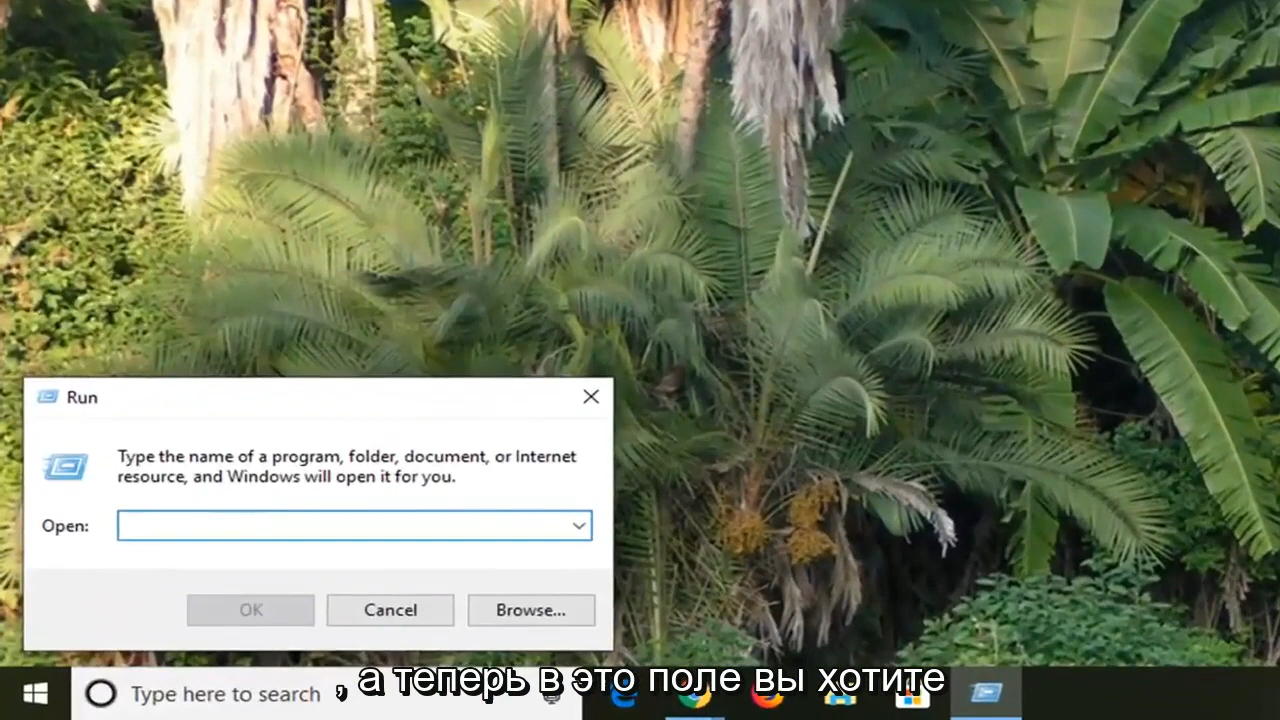 Run
Type the name of a program, folder, document, or Internet
resource, and Windows will open it for you.
Open:
OK
Cancel
Browse...
Type here to search
, а теперь в это поле вы хотите